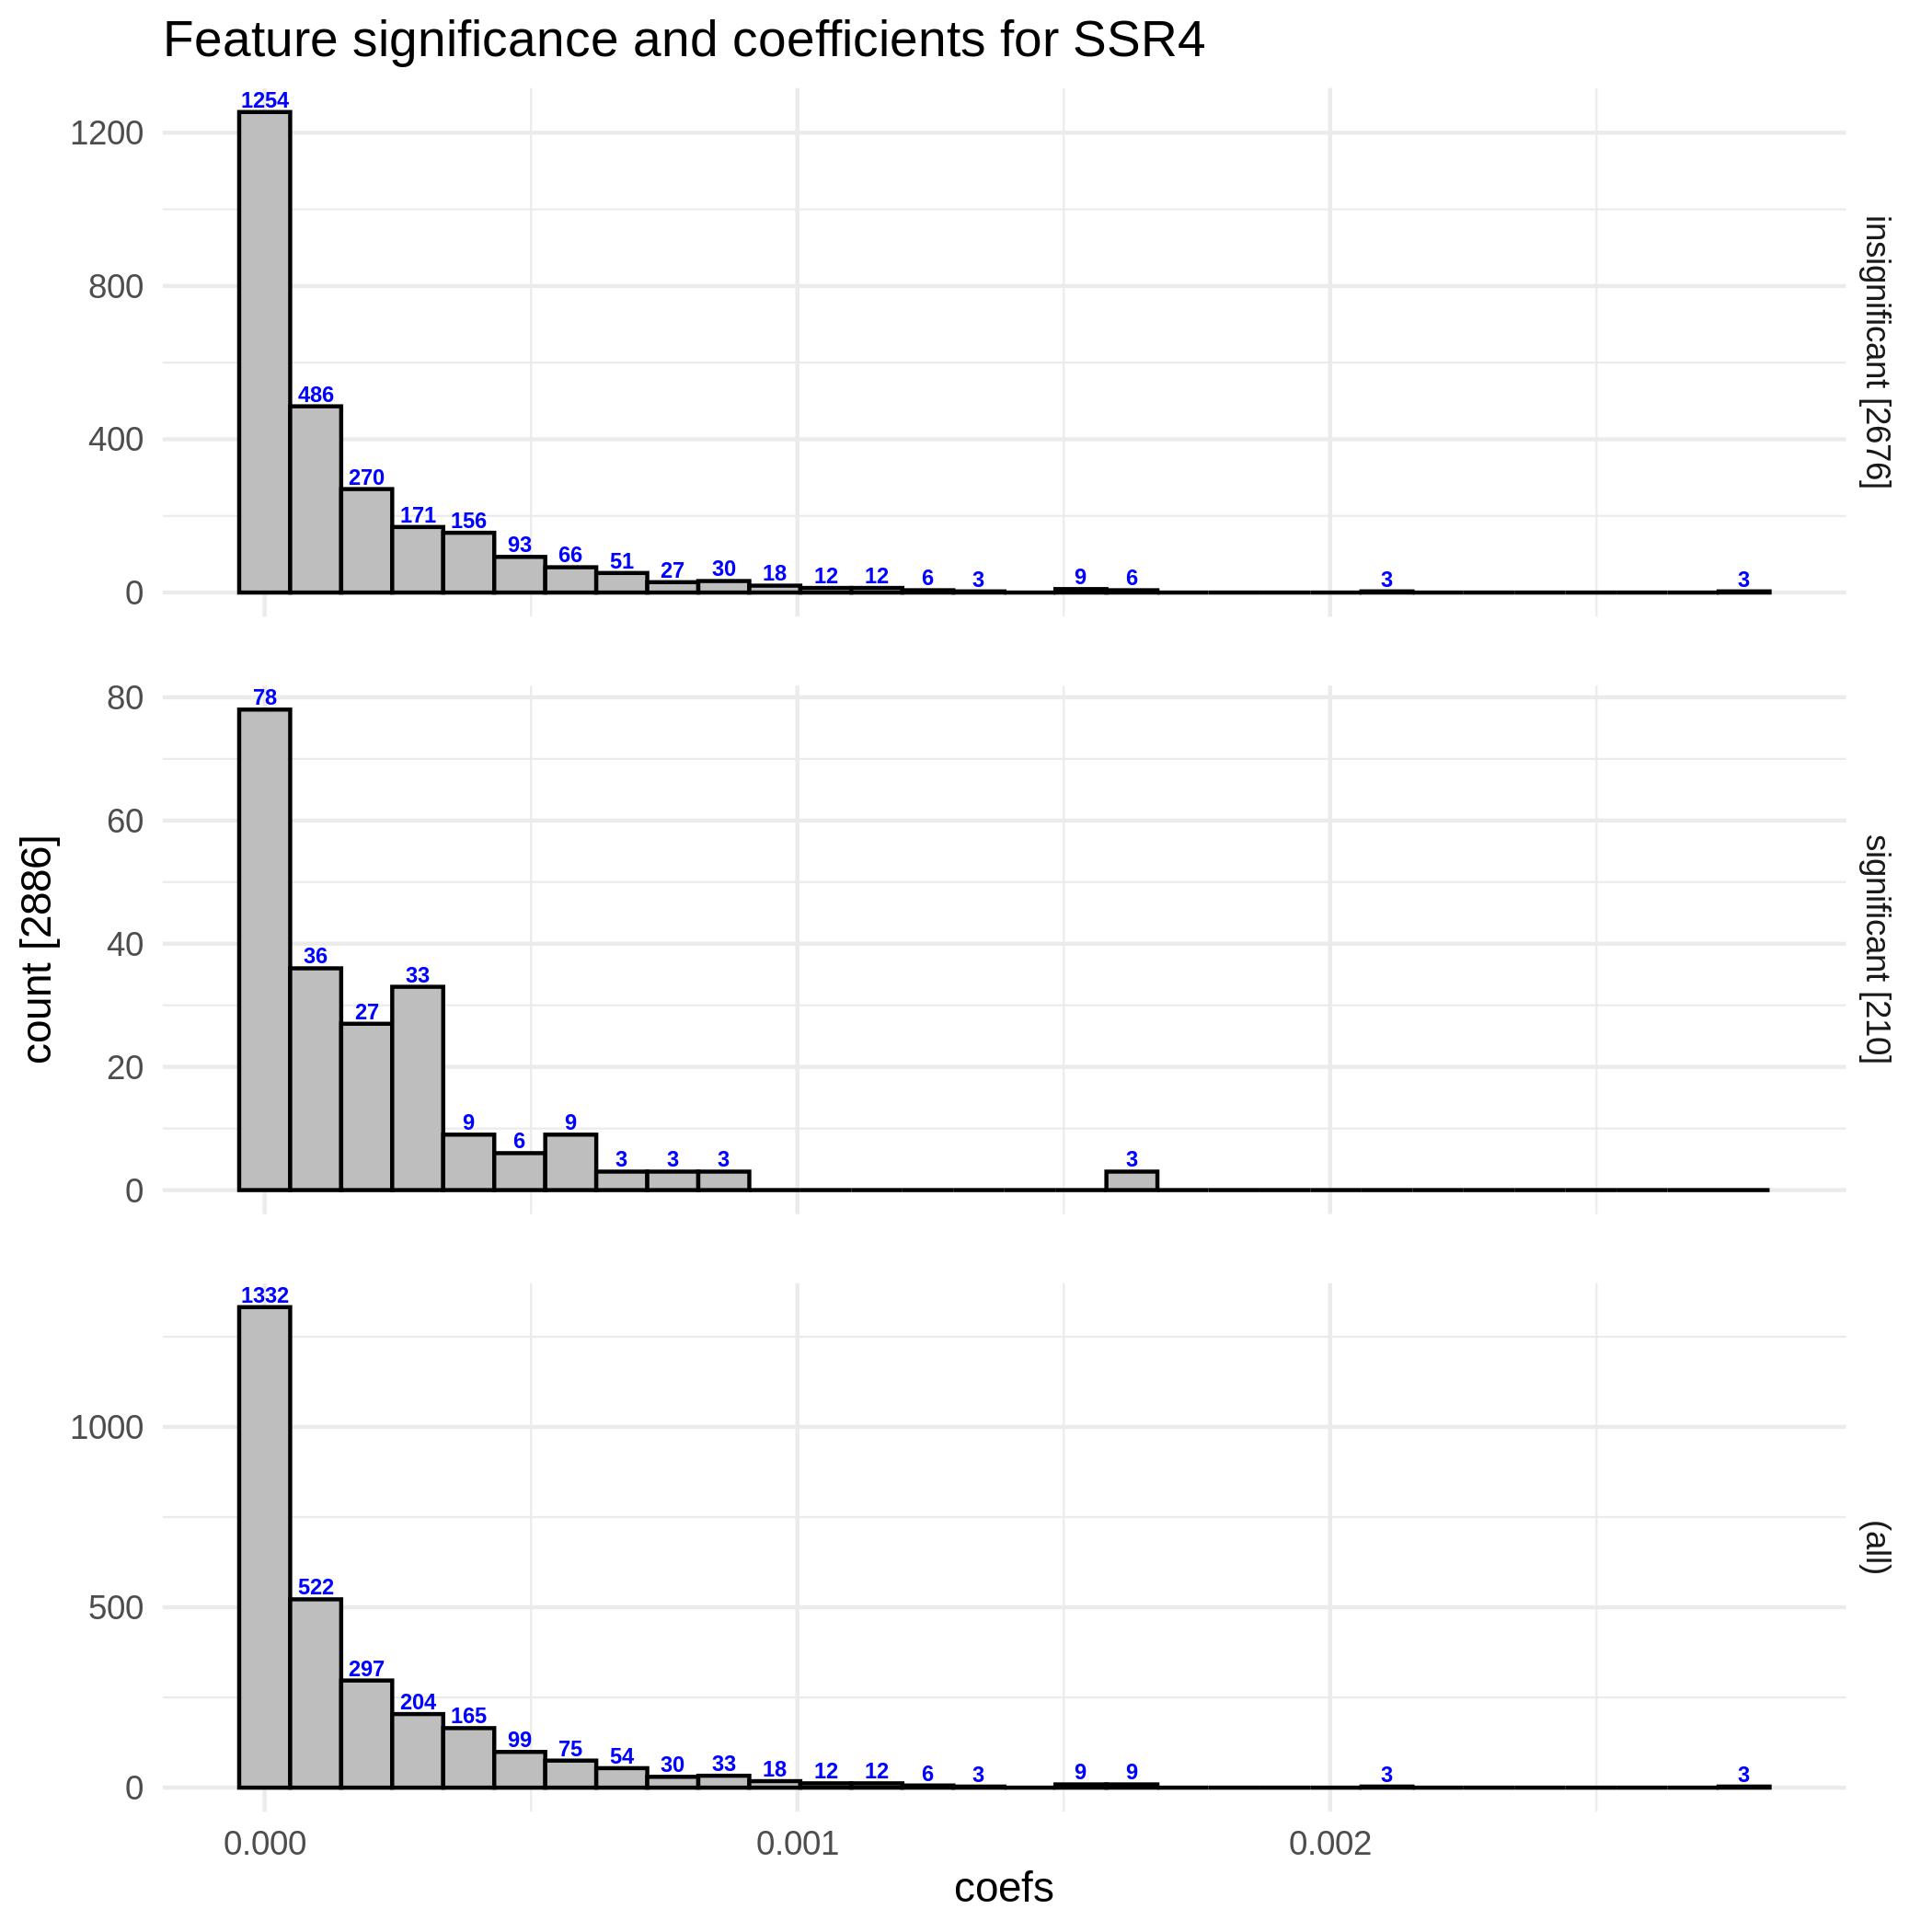 Feature significance and coefficients for SSR4
1254
1200
800
486
400
270
171 156
93 66 51 27 30 18 12 12 6 3 9 6 3 3
0
insignificant [2676]
80
78
60
40
36
33
27
20
9 6 9 3 3 3 3
0
significant [210]
count [2886]
1332
1000
522
500
297
204 165
99 75 54 30 33 18 12 12 6 3 9 9 3 3
0
(all)
0.000 0.001 0.002
coefs